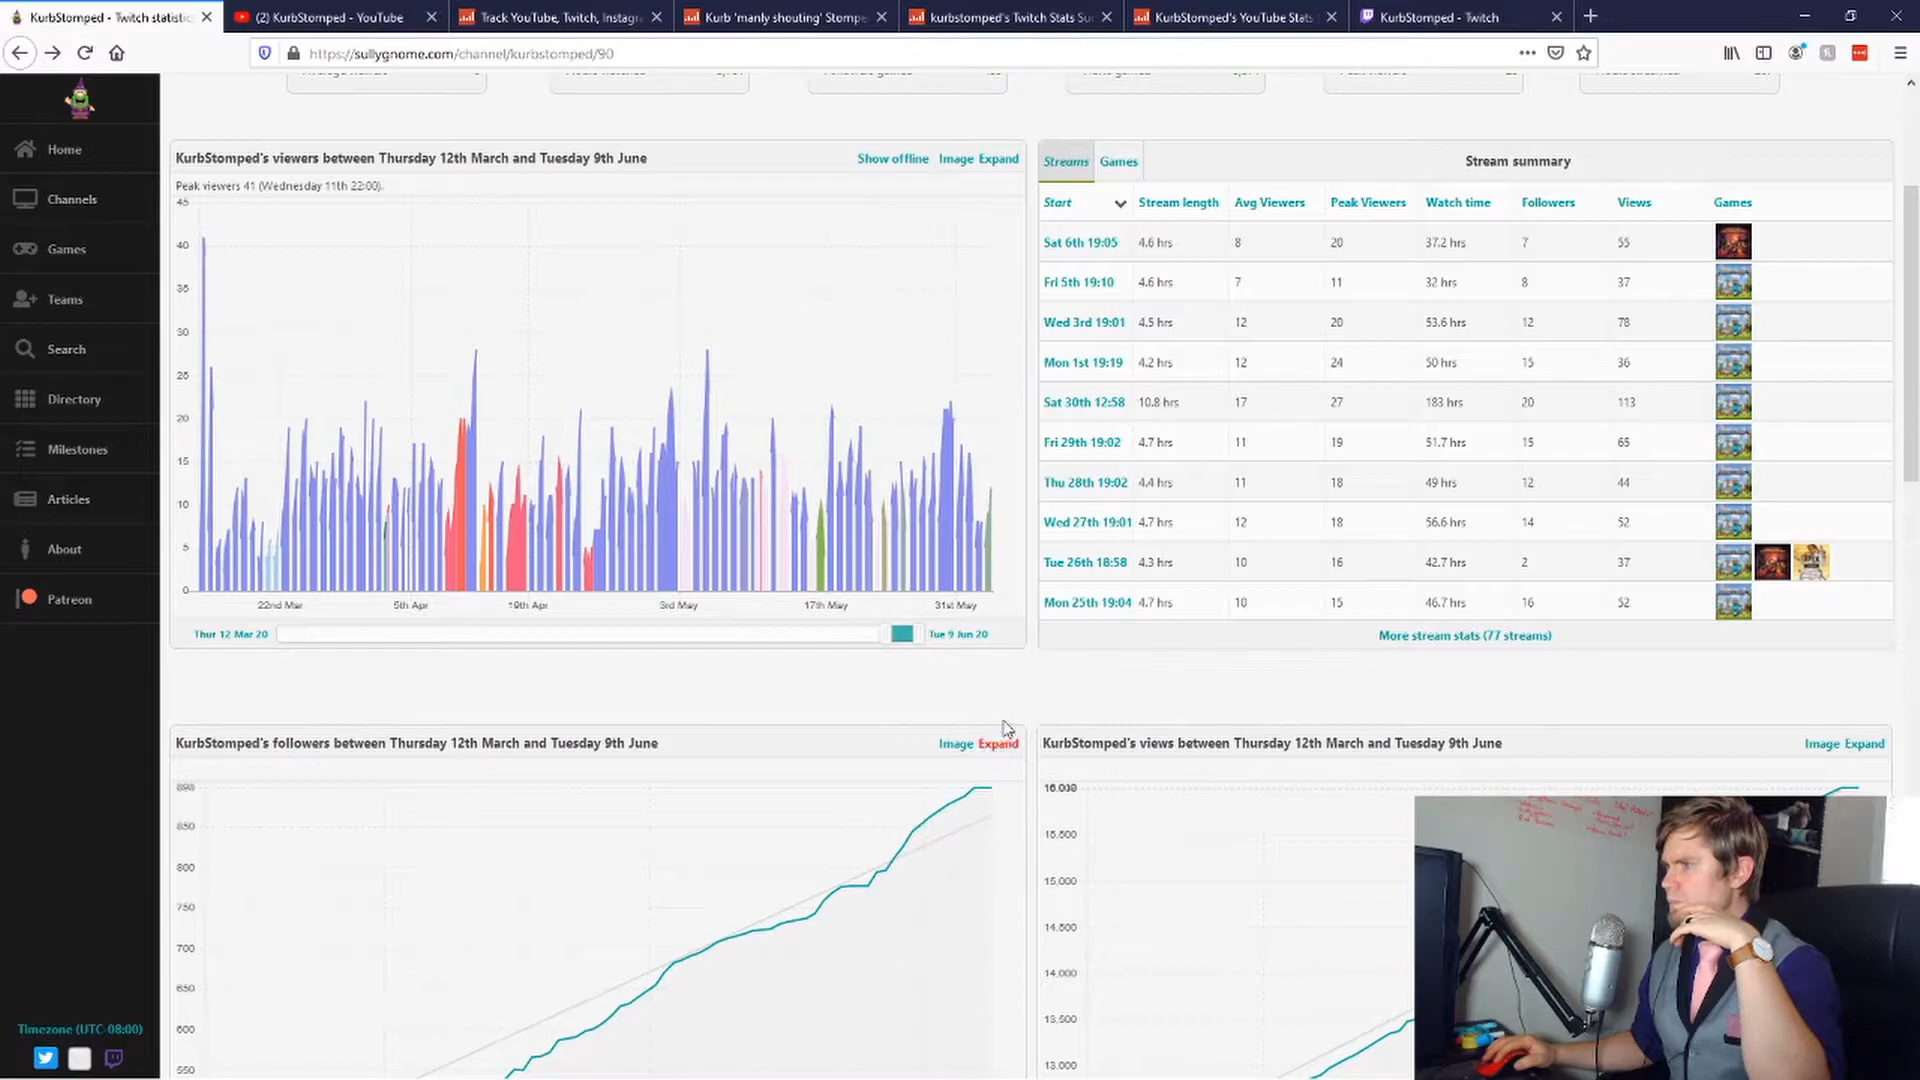 KurbStomped - Twitch statistic
(2) KurbStomped - YouTube
Track YouTube, Twitch, Instagra
Kurb 'manly shouting' Stompe
kurbstomped's Twitch Stats Su
KurbStomped's YouTube Stats
KurbStomped - Twitch
https://sullygnome.com/channel/kurbstomped/90
Home
Channels
Games
Teams
Search
Directory
Milestones
Articles
About
Patreon
Timezone (UTC-08:00)
KurbStomped's viewers between Thursday 12th March and Tuesday 9th June
Show offline Image Expand
Peak viewers 41 (Wednesday 11th 22:00).
45
40
35
30
25
20
15
10
5
0
22nd Mar 5th Apr 19th Apr 3rd May 17th May 31st May
Thur 12 Mar 20 Tue 9 Jun 20
Streams Games Stream summary
Start Stream length Avg Viewers Peak Viewers Watch time Followers Views Games
Sat 6th 19:05 4.6 hrs 8 20 37.2 hrs 7 55
Fri 5th 19:10 4.6 hrs 7 11 32 hrs 8 37
Wed 3rd 19:01 4.5 hrs 12 20 53.6 hrs 12 78
Mon 1st 19:19 4.2 hrs 12 24 50 hrs 15 36
Sat 30th 12:58 10.8 hrs 17 27 183 hrs 20 113
Fri 29th 19:02 4.7 hrs 11 19 51.7 hrs 15 65
Thu 28th 19:02 4.4 hrs 11 18 49 hrs 12 44
Wed 27th 19:01 4.7 hrs 12 18 56.6 hrs 14 52
Tue 26th 18:58 4.3 hrs 10 16 42.7 hrs 2 37
Mon 25th 19:04 4.7 hrs 10 15 46.7 hrs 16 52
More stream stats (77 streams)
KurbStomped's followers between Thursday 12th March and Tuesday 9th June
Image Expand
898
850
800
750
700
650
600
550
KurbStomped's views between Thursday 12th March and Tuesday 9th June
Image Expand
15,500
15,000
14,500
14,000
13,500
13,000